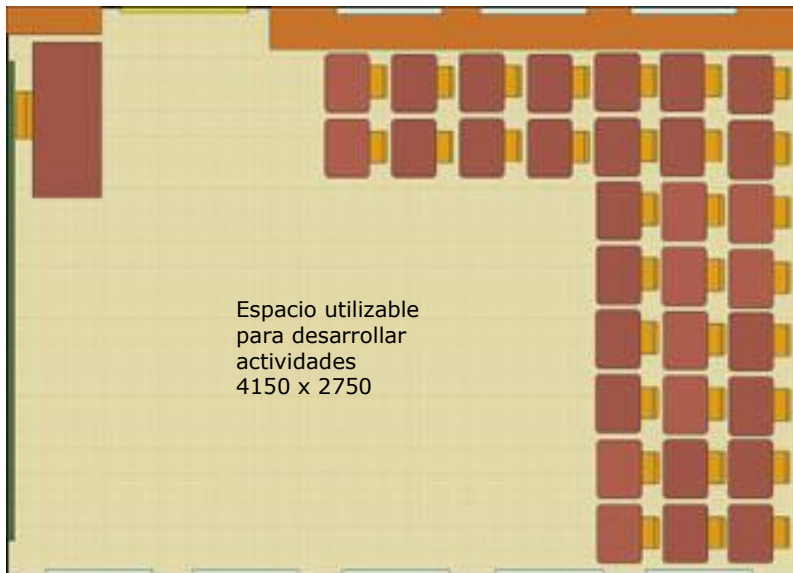 Espacio utilizable
para desarrollar
actividades
4150 x 2750